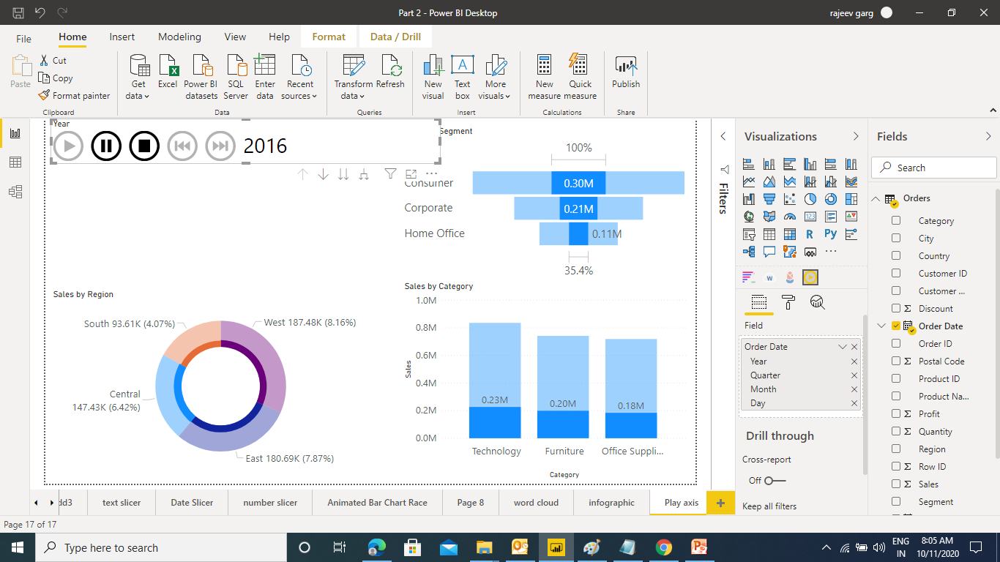 Part 2 - Power BI Desktop
rajeev garg
File Home Insert Modeling View Help Format Data / Drill
Paste
Cut
Copy
Format painter
Clipboard
Get data
Excel
Power BI datasets
SQL Server
Enter data
Recent sources
Data
Transform data
Refresh
Queries
New visual
Text box
More visuals
Insert
New measure
Quick measure
Calculations
Publish
Share
Year
2016
Segment
100%
Consumer
0.30M
Corporate
0.21M
Home Office
0.11M
35.4%
Sales by Region
South 93.61K (4.07%)
West 187.48K (8.16%)
Central
147.43K (6.42%)
East 180.69K (7.87%)
Sales by Category
1.0M
0.8M
0.6M
0.4M
0.2M
0.0M
Sales
0.23M
0.20M
0.18M
Technology
Furniture
Office Suppli...
Category
Filters
Visualizations
123
R
Py
W
Field
Order Date
Year
Quarter
Month
Day
Drill through
Cross-report
Off
Keep all filters
Fields
Search
Orders
Category
City
Country
Customer ID
Customer ...
Σ Discount
Order Date
Order ID
Σ Postal Code
Product ID
Product Na...
Σ Profit
Σ Quantity
Region
Σ Row ID
Σ Sales
Segment
dd3
text slicer
Date Slicer
number slicer
Animated Bar Chart Race
Page 8
word cloud
infographic
Play axis
Page 17 of 17
Type here to search
ENG
IN
8:05 AM
10/11/2020